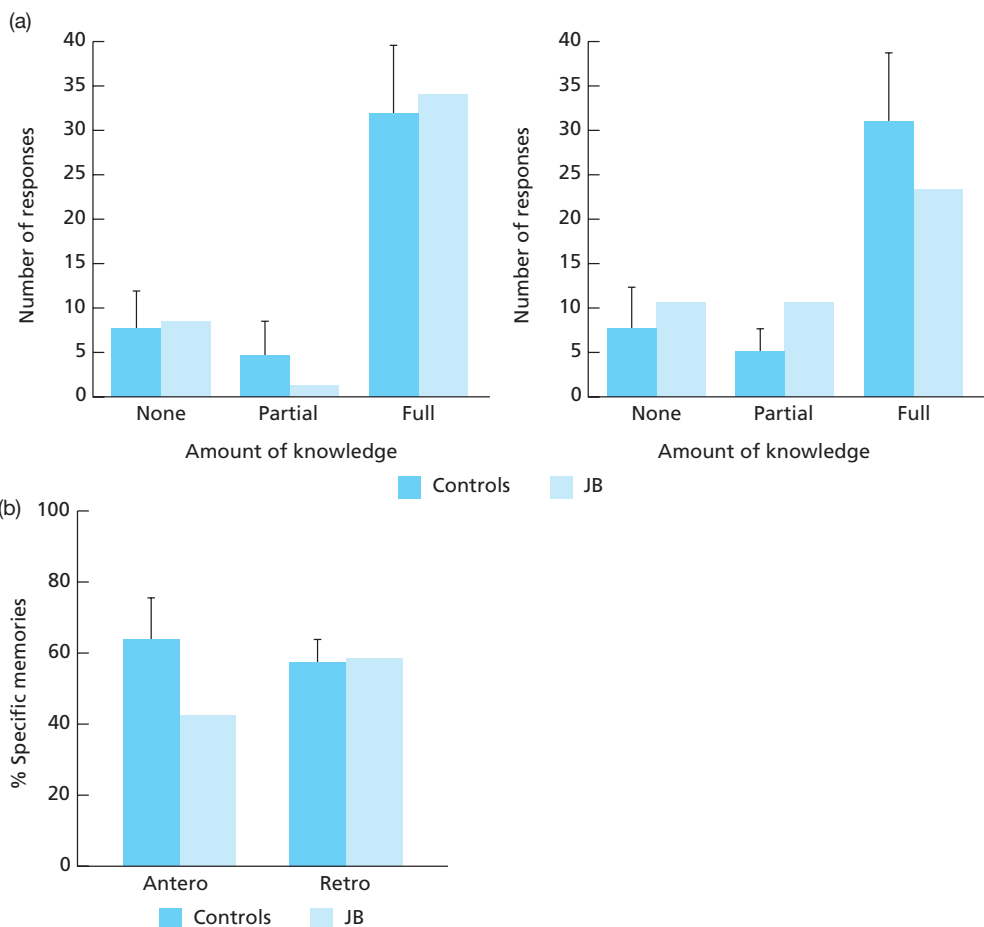 (a)
40
35
30
25
20
15
10
5
0
Number of responses
None Partial Full
Amount of knowledge
40
35
30
25
20
15
10
5
0
Number of responses
None Partial Full
Amount of knowledge
Controls JB
(b)
100
80
60
40
20
0
% Specific memories
Antero Retro
Controls JB